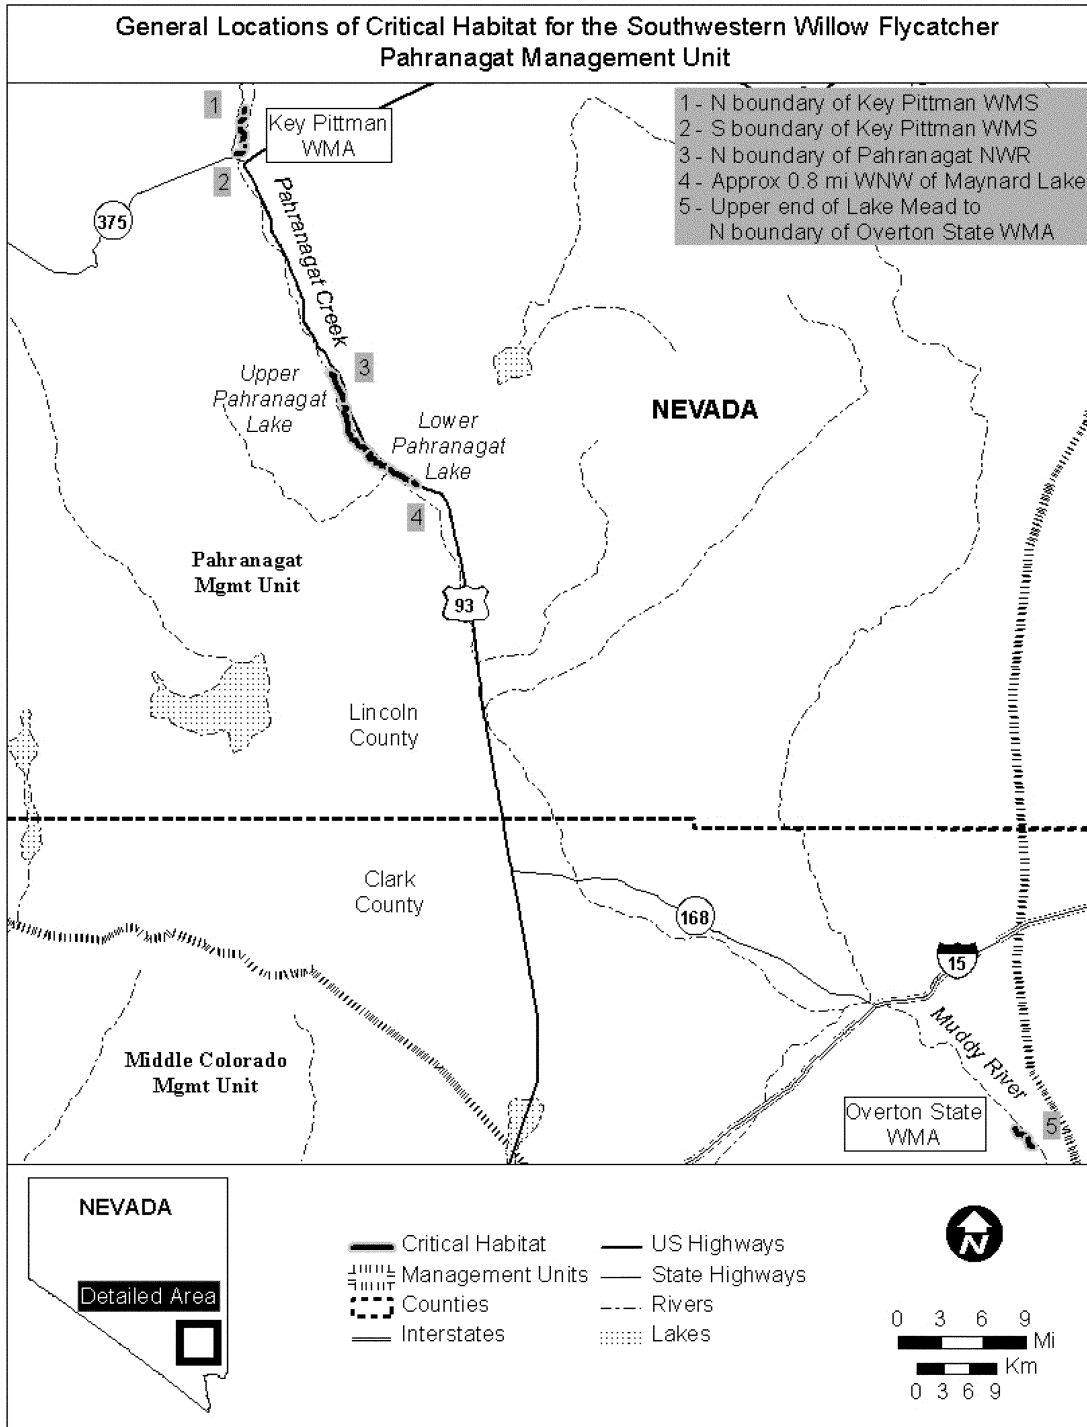 General Locations of Critical Habitat for the Southwestern Willow Flycatcher
Pahranagat Management Unit
1 - N boundary of Key Pittman WMS
2 - S boundary of Key Pittman WMS
3 - N boundary of Pahranagat NWR
4 - Approx 0.8 mi WNW of Maynard Lake
5 - Upper end of Lake Mead to
N boundary of Overton State WMA
1
Key Pittman
WMA
2
375
Pahranagat Creek
3
Upper
Pahranagat
Lake
NEVADA
Lower
Pahranagat
Lake
4
Pahranagat
Mgmt Unit
93
Lincoln
County
Clark
County
168
15
Muddy River
Middle Colorado
Mgmt Unit
Overton State
WMA
5
NEVADA
Detailed Area
Critical Habitat
Management Units
Counties
Interstates
US Highways
State Highways
Rivers
Lakes
N
0 3 6 9
Mi
Km
0 3 6 9